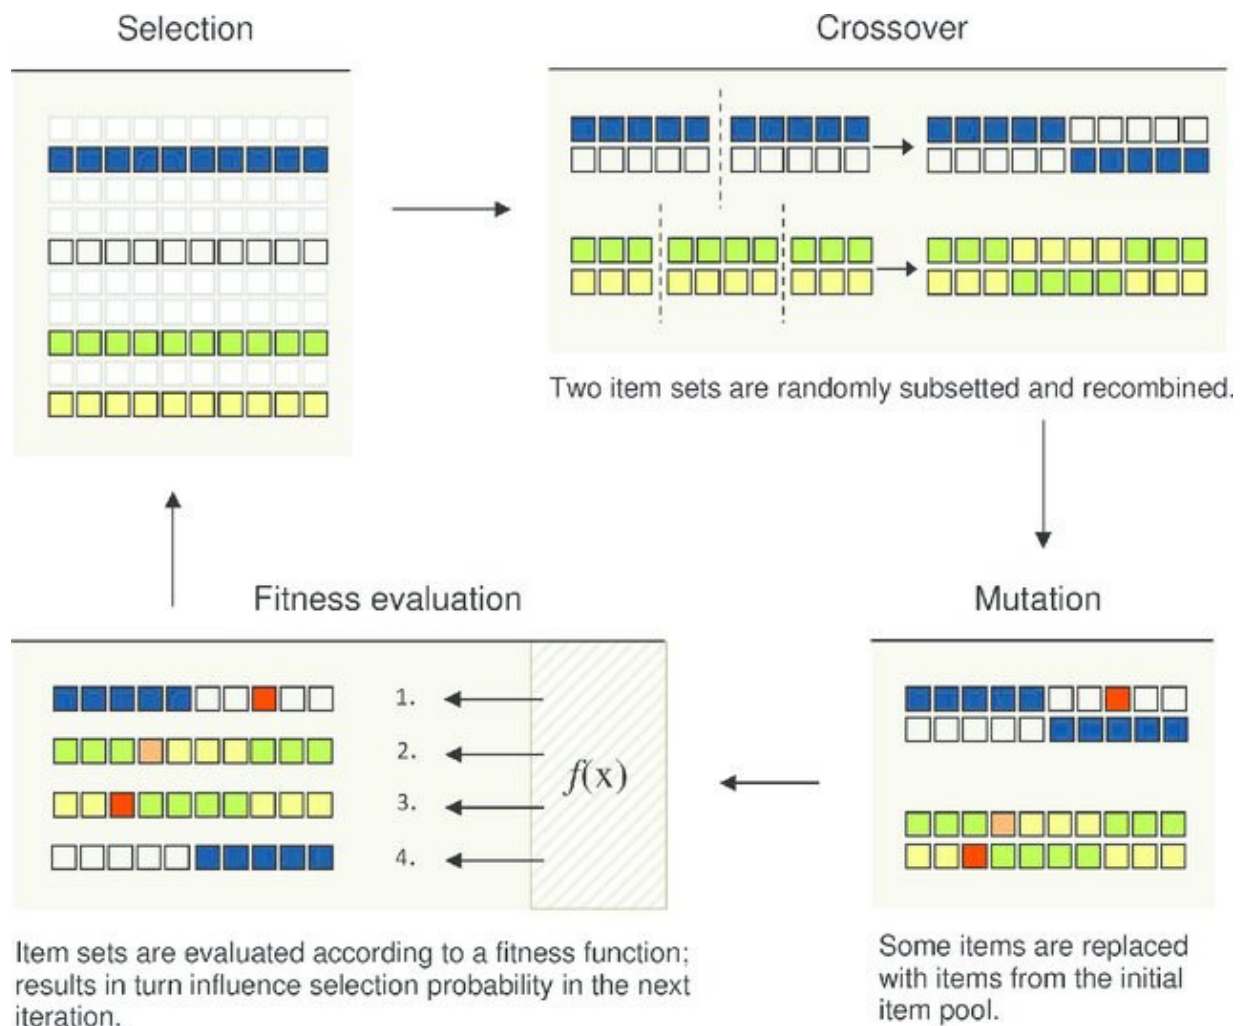 Selection
Crossover
Two item sets are randomly subsetted and recombined.
Fitness evaluation
Mutation
1.
2.
3.
4.
f(x)
Item sets are evaluated according to a fitness function;
results in turn influence selection probability in the next
iteration.
Some items are replaced
with items from the initial
item pool.